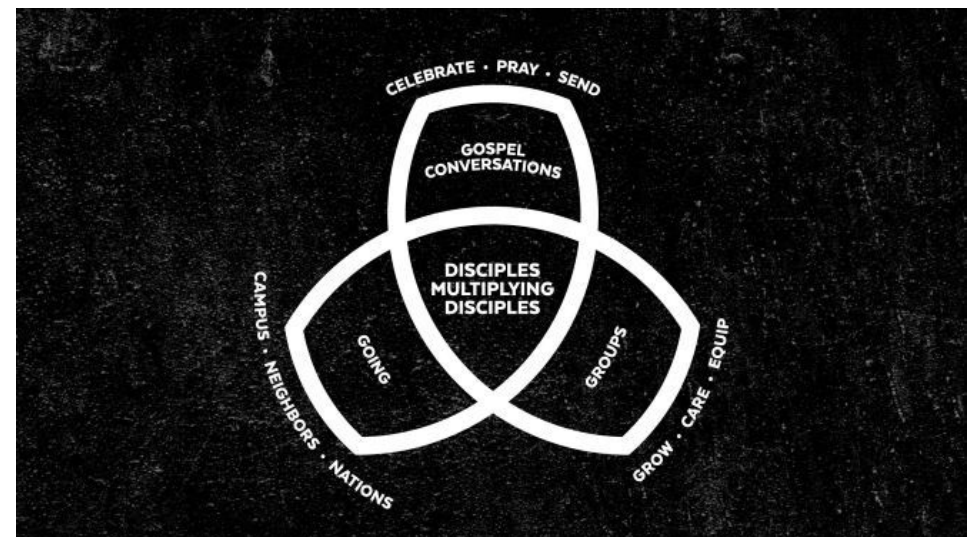 CELEBRATE · PRAY · SEND
GOSPEL
CONVERSATIONS
DISCIPLES
MULTIPLYING
DISCIPLES
GOING
GROUPS
CAMPUS · NEIGHBORS · NATIONS
GROW · CARE · EQUIP